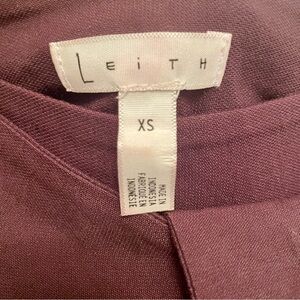 LEiTH
XS
MADE IN
INDONESIA
FABRIQUÉ EN
INDONÉSIE